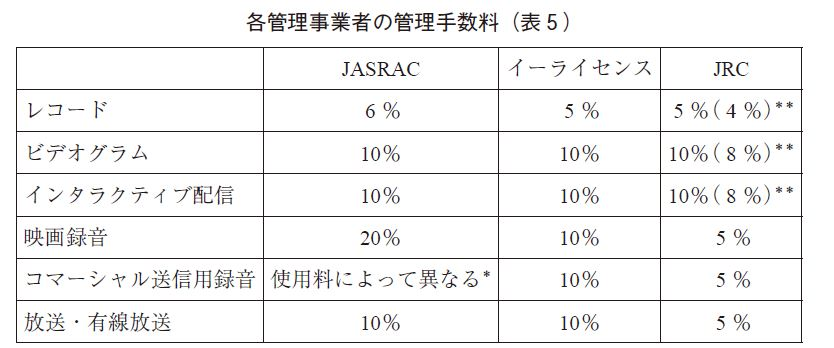 各管理事業者の管理手数料（表5）
JASRAC イーライセンス JRC
レコード 6% 5% 5%(4%)**
ビデオグラム 10% 10% 10%(8%)**
インタラクティブ配信 10% 10% 10%(8%)**
映画録音 20% 10% 5%
コマーシャル送信用録音 使用料によって異なる* 10% 5%
放送・有線放送 10% 10% 5%